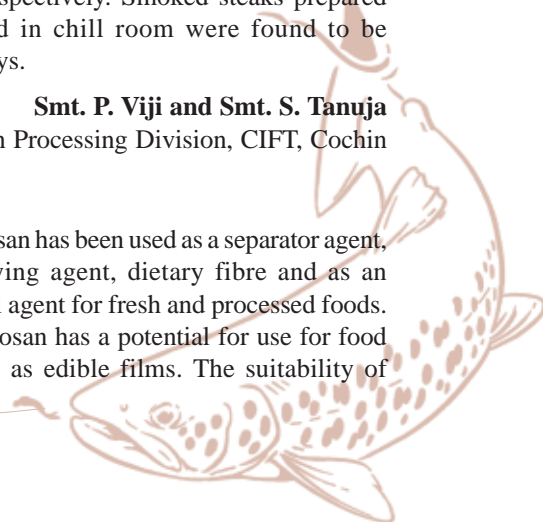 spectively. Smoked steaks prepared
d in chill room were found to be
ys.
Smt. P. Viji and Smt. S. Tanuja
n Processing Division, CIFT, Cochin
san has been used as a separator agent,
ying agent, dietary fibre and as an
agent for fresh and processed foods.
osan has a potential for use for food
as edible films. The suitability of